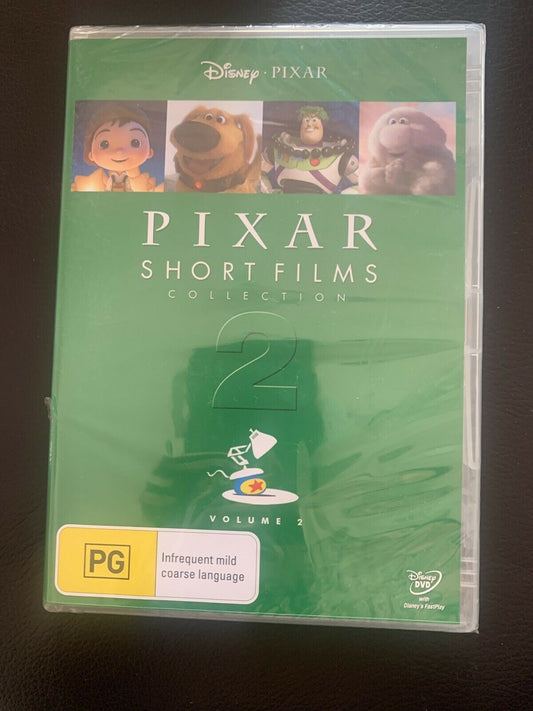 Disney · PIXAR
PIXAR
SHORT FILMS
COLLECTION
2
VOLUME 2
PG
Infrequent mild
coarse language
Disney
DVD
with
Disney's FastPlay